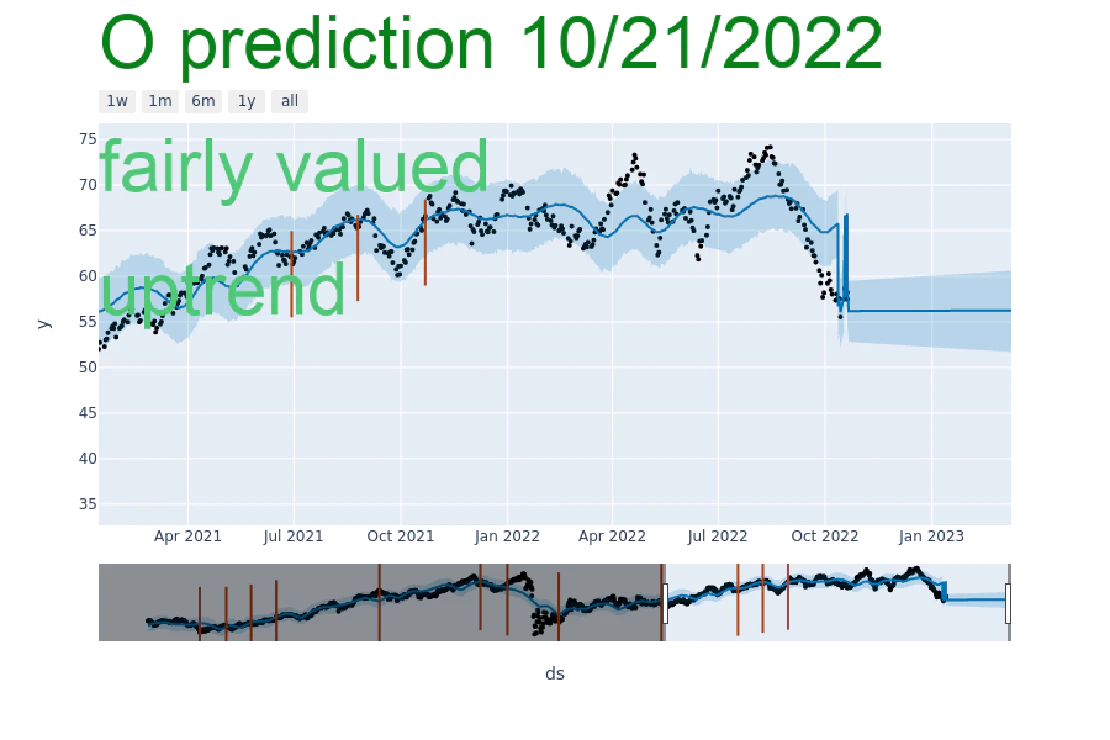 O prediction 10/21/2022
1w 1m 6m 1y all
fairly valued
uptrend
75
70
65
60
55
50
45
40
35
y
Apr 2021 Jul 2021 Oct 2021 Jan 2022 Apr 2022 Jul 2022 Oct 2022 Jan 2023
ds